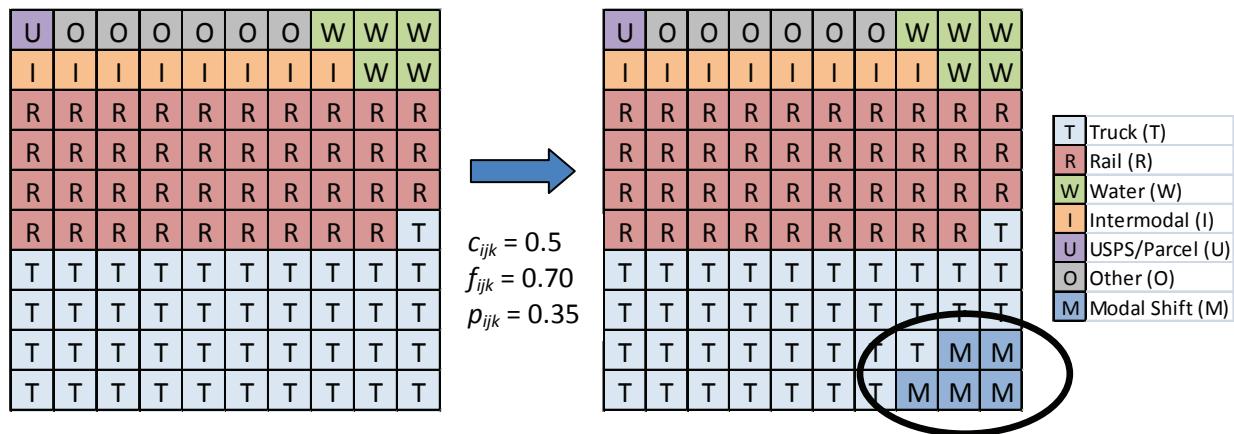 U O O O O O O W W W
I I I I I I I I W W
R R R R R R R R R R
R R R R R R R R R R
R R R R R R R R R R
R R R R R R R R R T
T T T T T T T T T T
T T T T T T T T T T
T T T T T T T T T T
T T T T T T T T T T
cijk = 0.5
fijk = 0.70
pijk = 0.35
U O O O O O O W W W
I I I I I I I I W W
R R R R R R R R R R
R R R R R R R R R R
R R R R R R R R R R
R R R R R R R R R T
T T T T T T T T T T
T T T T T T T T T T
T T T T T T T T M M
T T T T T T T M M M
T Truck (T)
R Rail (R)
W Water (W)
I Intermodal (I)
U USPS/Parcel (U)
O Other (O)
M Modal Shift (M)